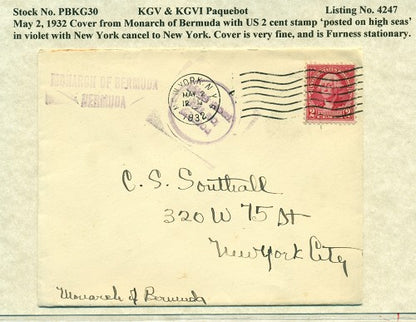 Stock No. PBKG30 KGV & KGVI Paquebot Listing No. 4247
May 2, 1932 Cover from Monarch of Bermuda with US 2 cent stamp ‘posted on high seas’
in violet with New York cancel to New York. Cover is very fine, and is Furness stationary.
MONARCH OF BERMUDA
BERMUDA
NEW YORK, N.Y.
MAY
1932
2 2
C. S. Southall
320 W 75 St
New York City
Monarch of Bermuda